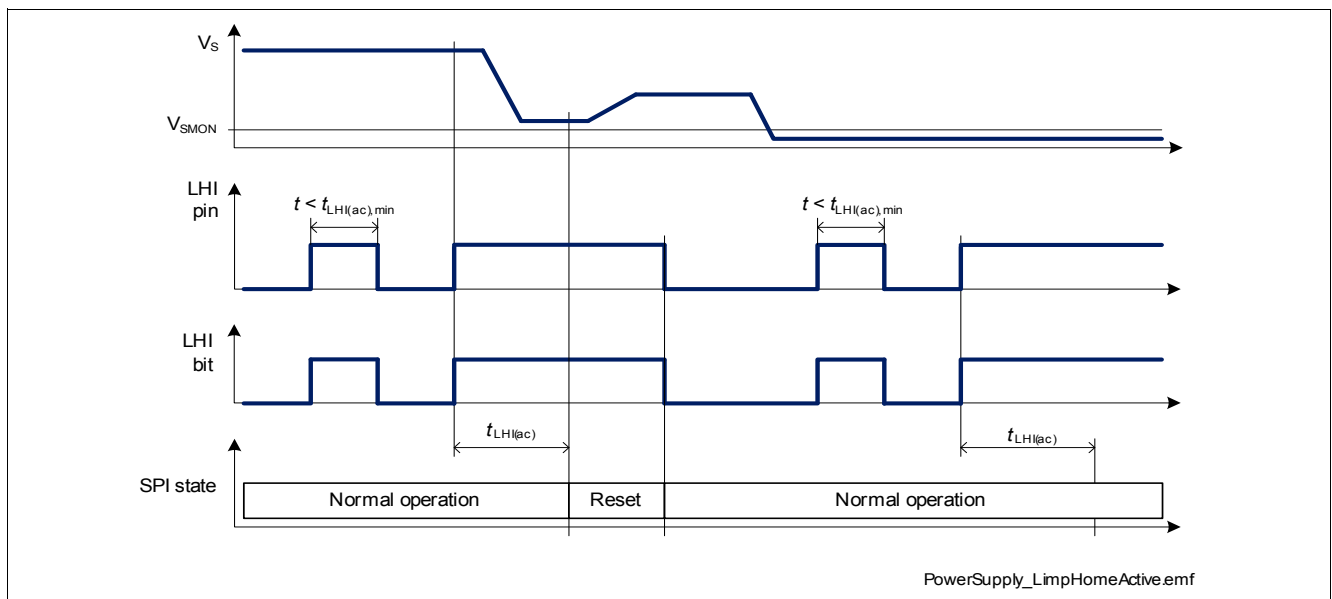 VS
VSMON
LHI
pin
t < tLHI(ac),min
t < tLHI(ac),min
LHI
bit
tLHI(ac)
tLHI(ac)
SPI state
Normal operation
Reset
Normal operation
PowerSupply_LimpHomeActive.emf